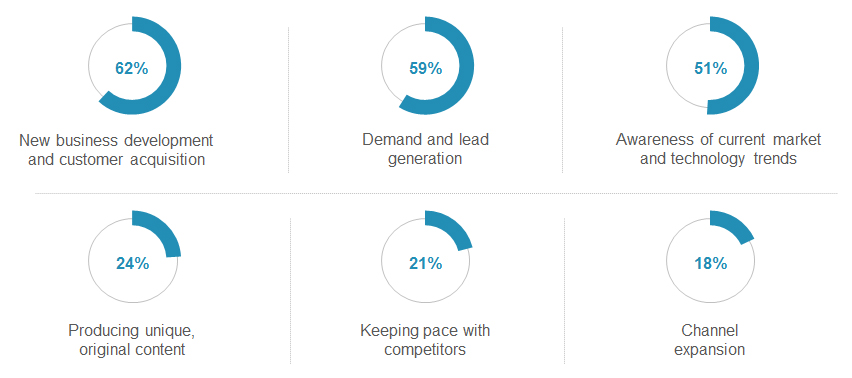 62%
59%
51%
New business development
and customer acquisition
Demand and lead
generation
Awareness of current market
and technology trends
24%
21%
18%
Producing unique,
original content
Keeping pace with
competitors
Channel
expansion